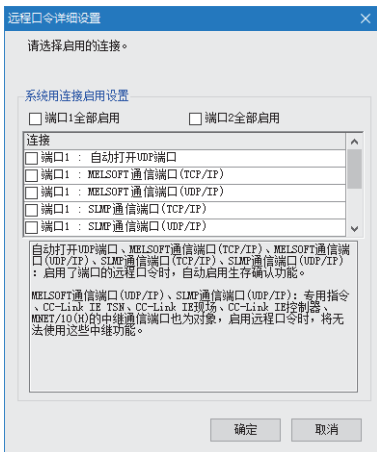 远程口令详细设置
请选择启用的连接。
系统用连接启用设置
端口1全部启用 端口2全部启用
连接
端口1 : 自动打开UDP端口
端口1 : MELSOFT通信端口(TCP/IP)
端口1 : MELSOFT通信端口(UDP/IP)
端口1 : SLMP通信端口(TCP/IP)
端口1 : SLMP通信端口(UDP/IP)
自动打开UDP端口、MELSOFT通信端口(TCP/IP)、MELSOFT通信端
口(UDP/IP)、SLMP通信端口(TCP/IP)、SLMP通信端口(UDP/IP)
: 启用了端口的远程口令时，自动启用生存确认功能。
MELSOFT通信端口(UDP/IP)、SLMP通信端口(UDP/IP): 专用指令
、CC-Link IE TSN、CC-Link IE现场、CC-Link IE控制器、
MNET/10(H)的中继通信端口也为对象，启用远程口令时，将无
法使用这些中继功能。
确定 取消